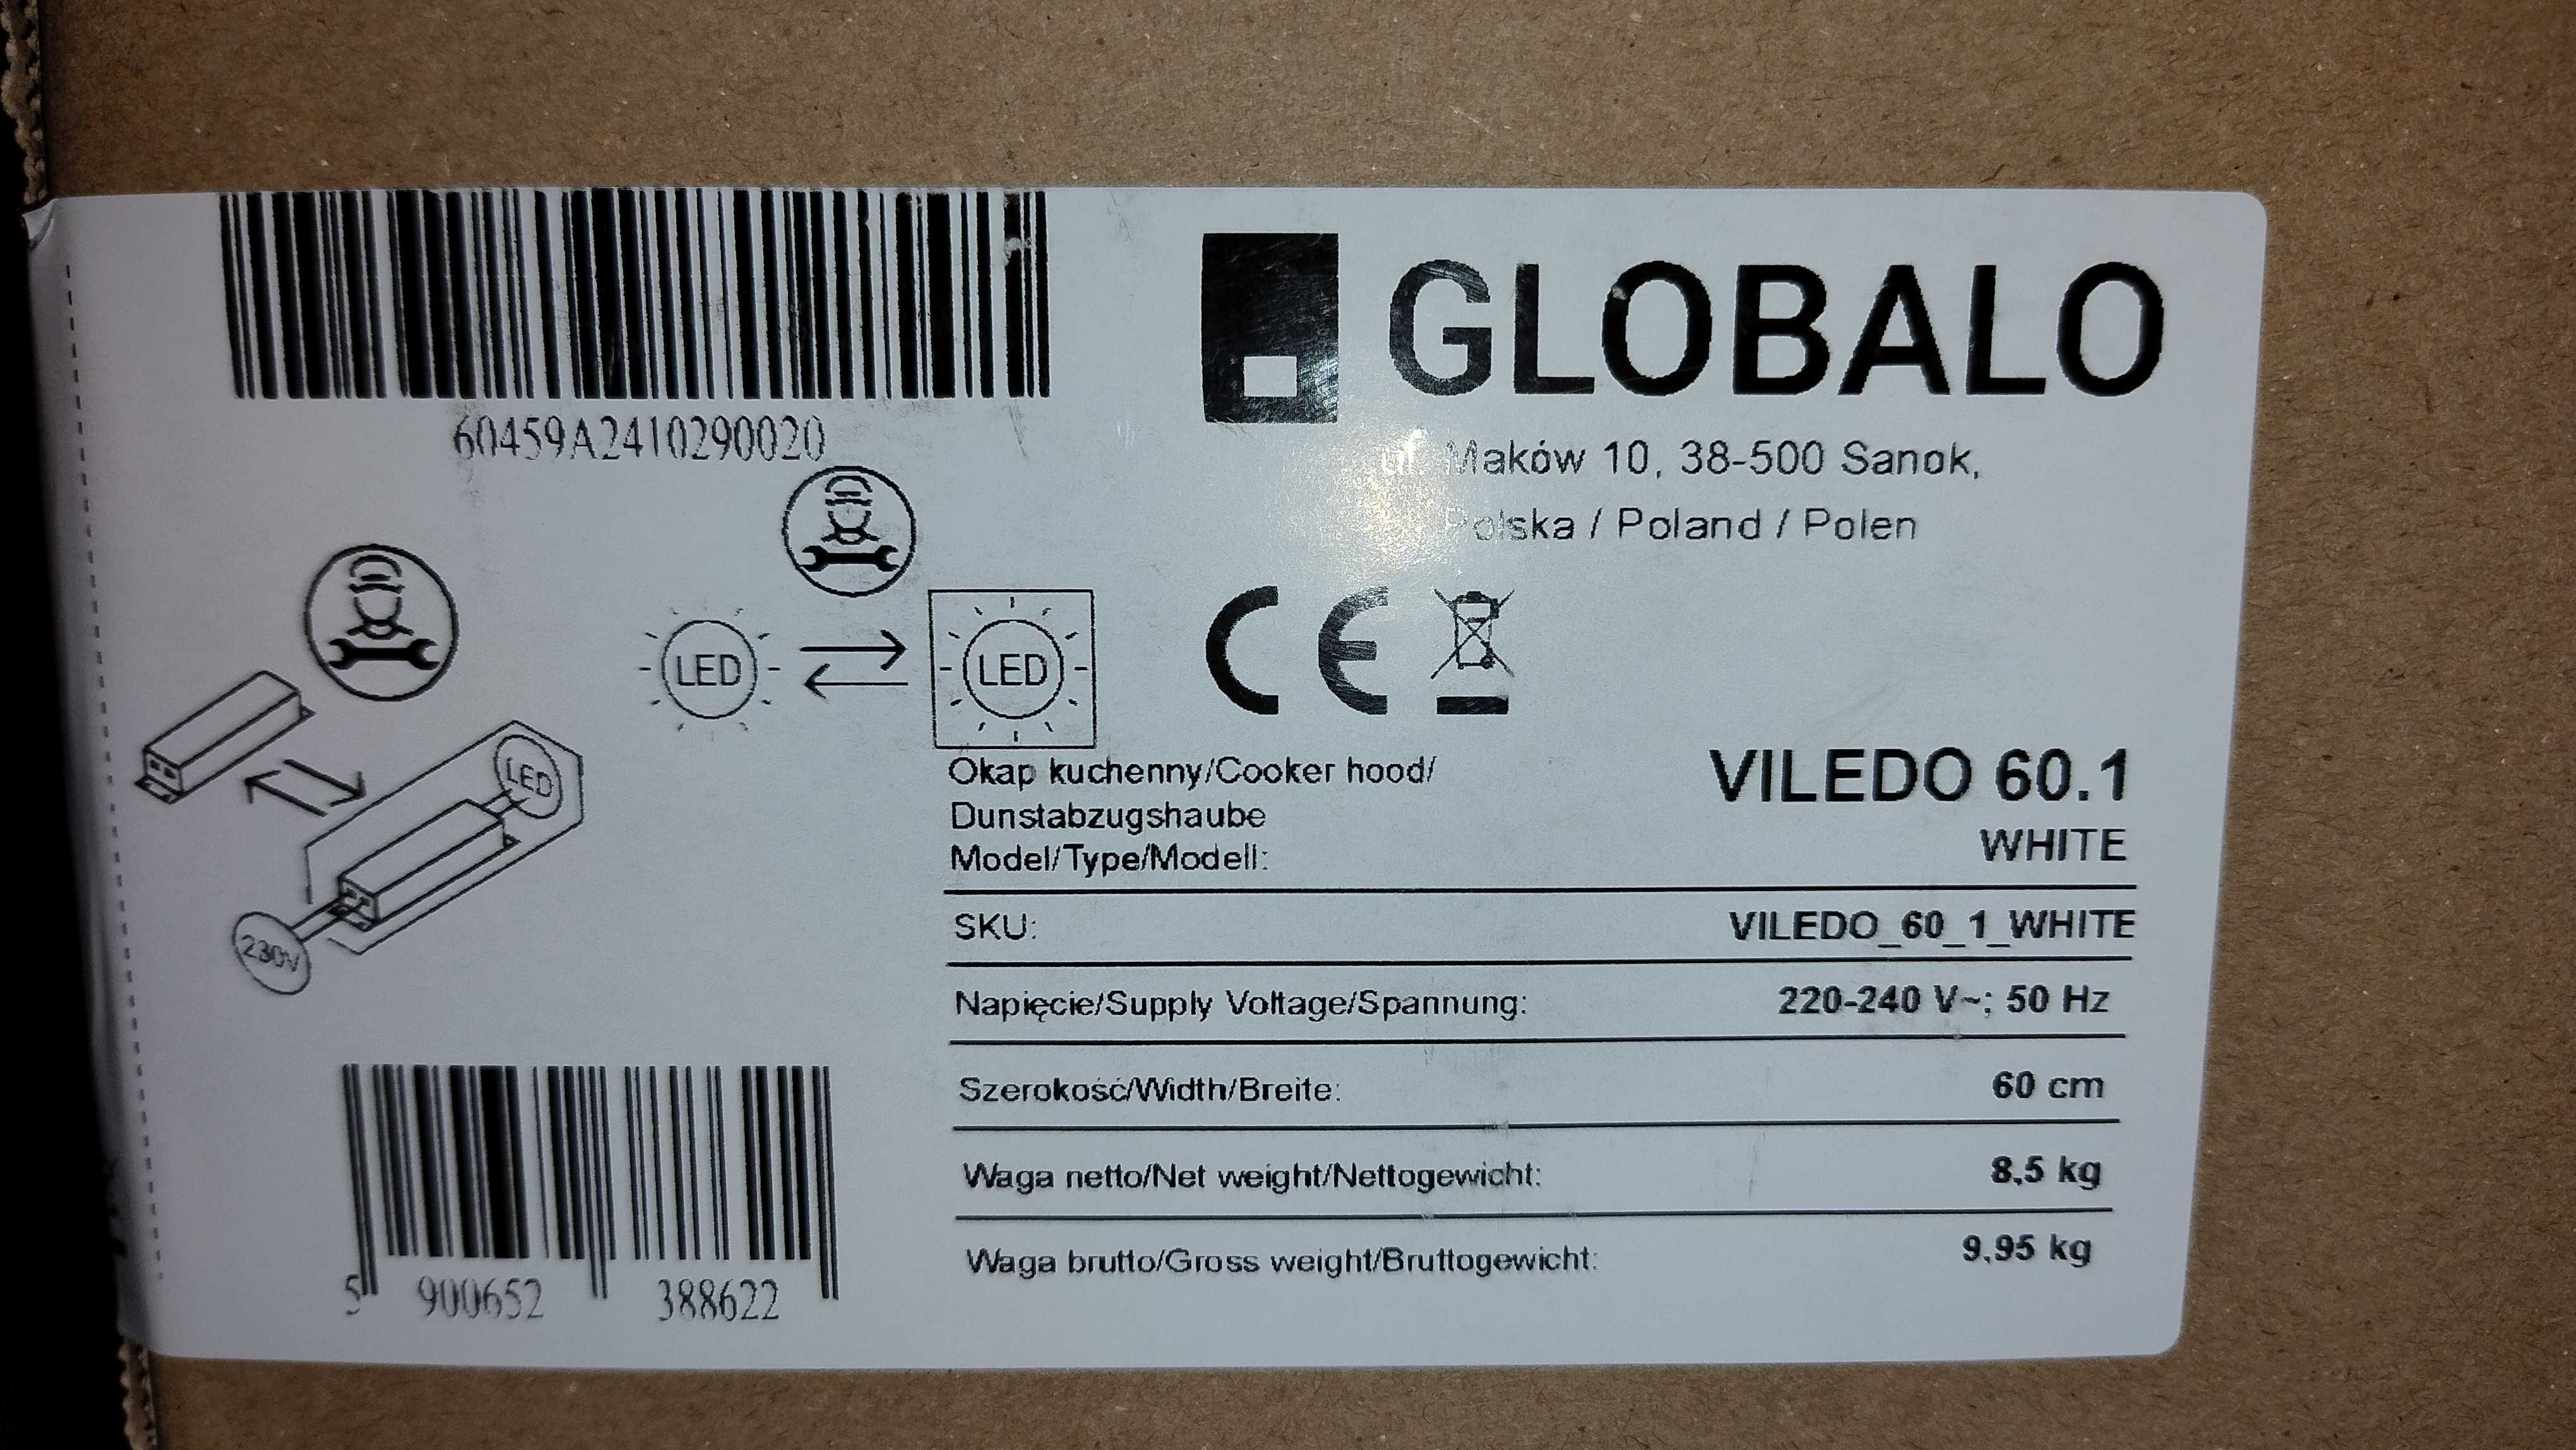 60459A2410290020
GLOBALO
ul. Maków 10, 38-500 Sanok,
Polska / Poland / Polen
LED
LED
LED
230V
CE
Okap kuchenny/Cooker hood/
Dunstabzugshaube
Model/Type/Modell:
VILEDO 60.1
WHITE
SKU: VILEDO_60_1_WHITE
Napięcie/Supply Voltage/Spannung: 220-240 V~; 50 Hz
Szerokość/Width/Breite: 60 cm
Waga netto/Net weight/Nettogewicht: 8,5 kg
Waga brutto/Gross weight/Bruttogewicht: 9,95 kg
5 900652 388622